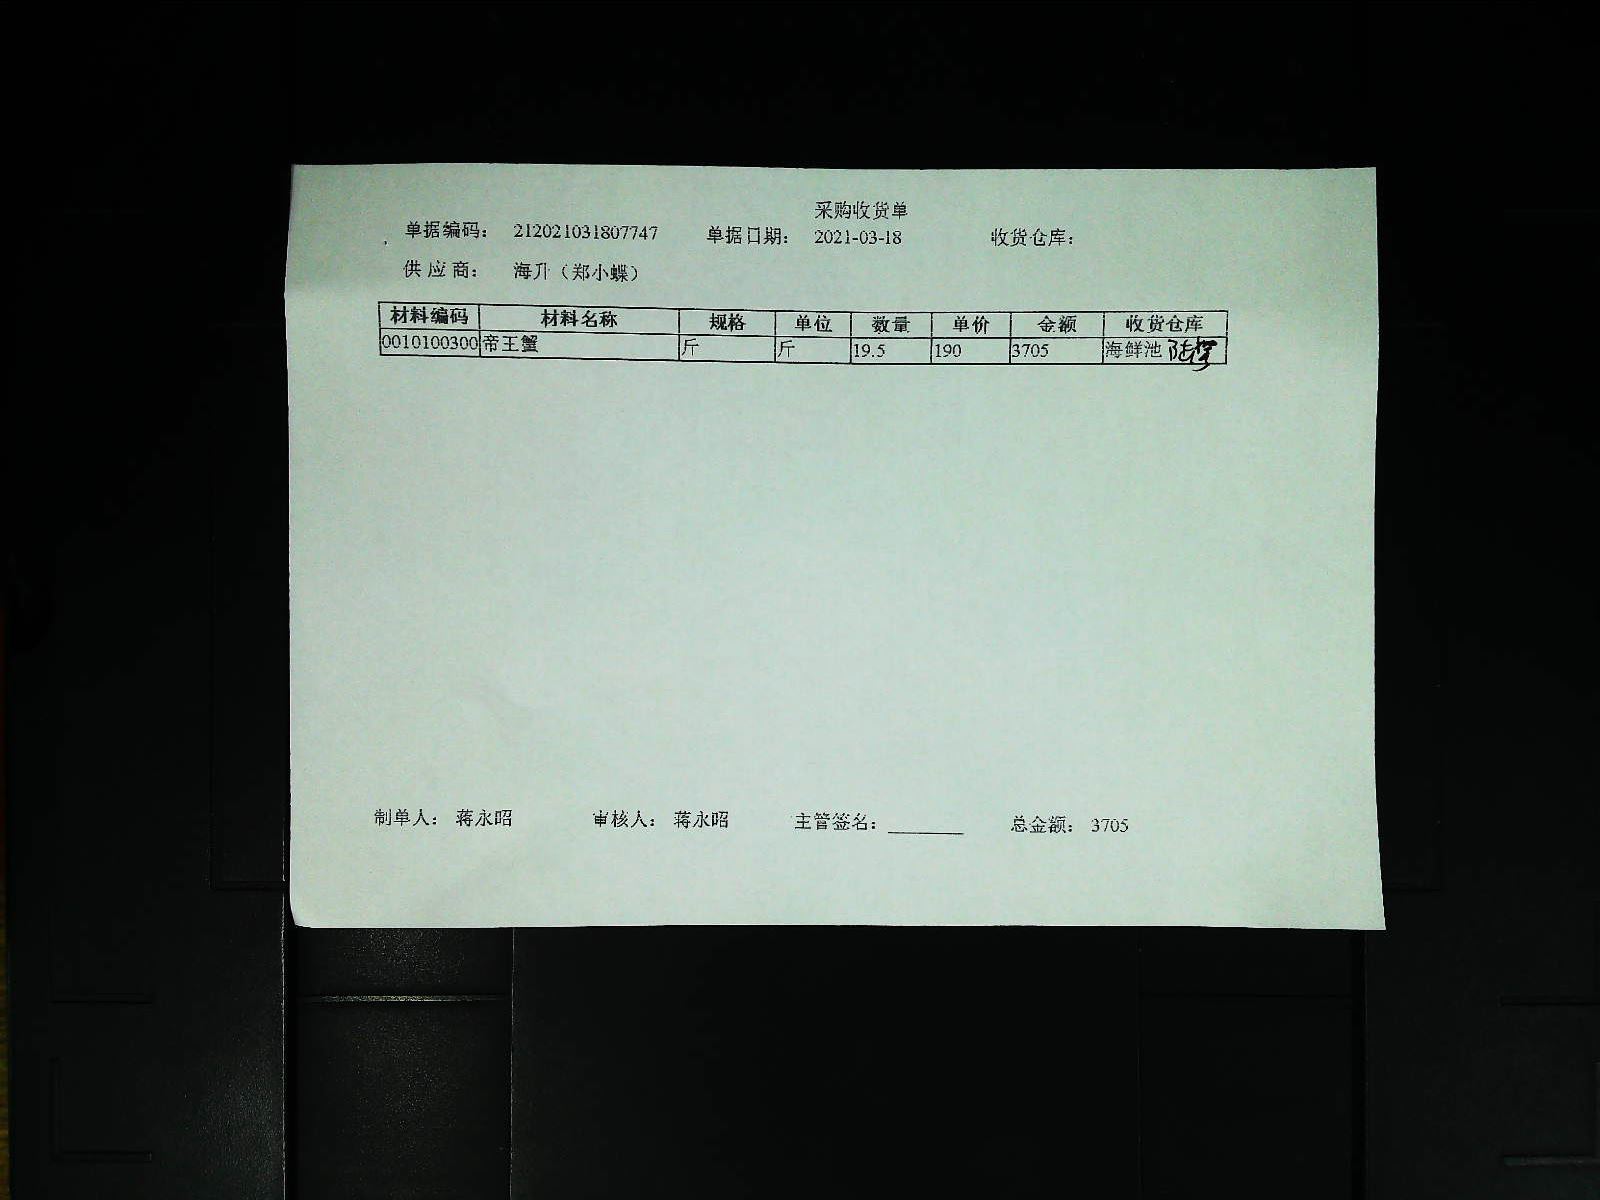 采购收货单
单据编码： 212021031807747 单据日期： 2021-03-18 收货仓库：
供应商： 海升（郑小蝶）
材料编码 材料名称 规格 单位 数量 单价 金额 收货仓库
0010100300 帝王蟹 斤 斤 19.5 190 3705 海鲜池
制单人： 蒋永昭 审核人： 蒋永昭 主管签名： 总金额： 3705